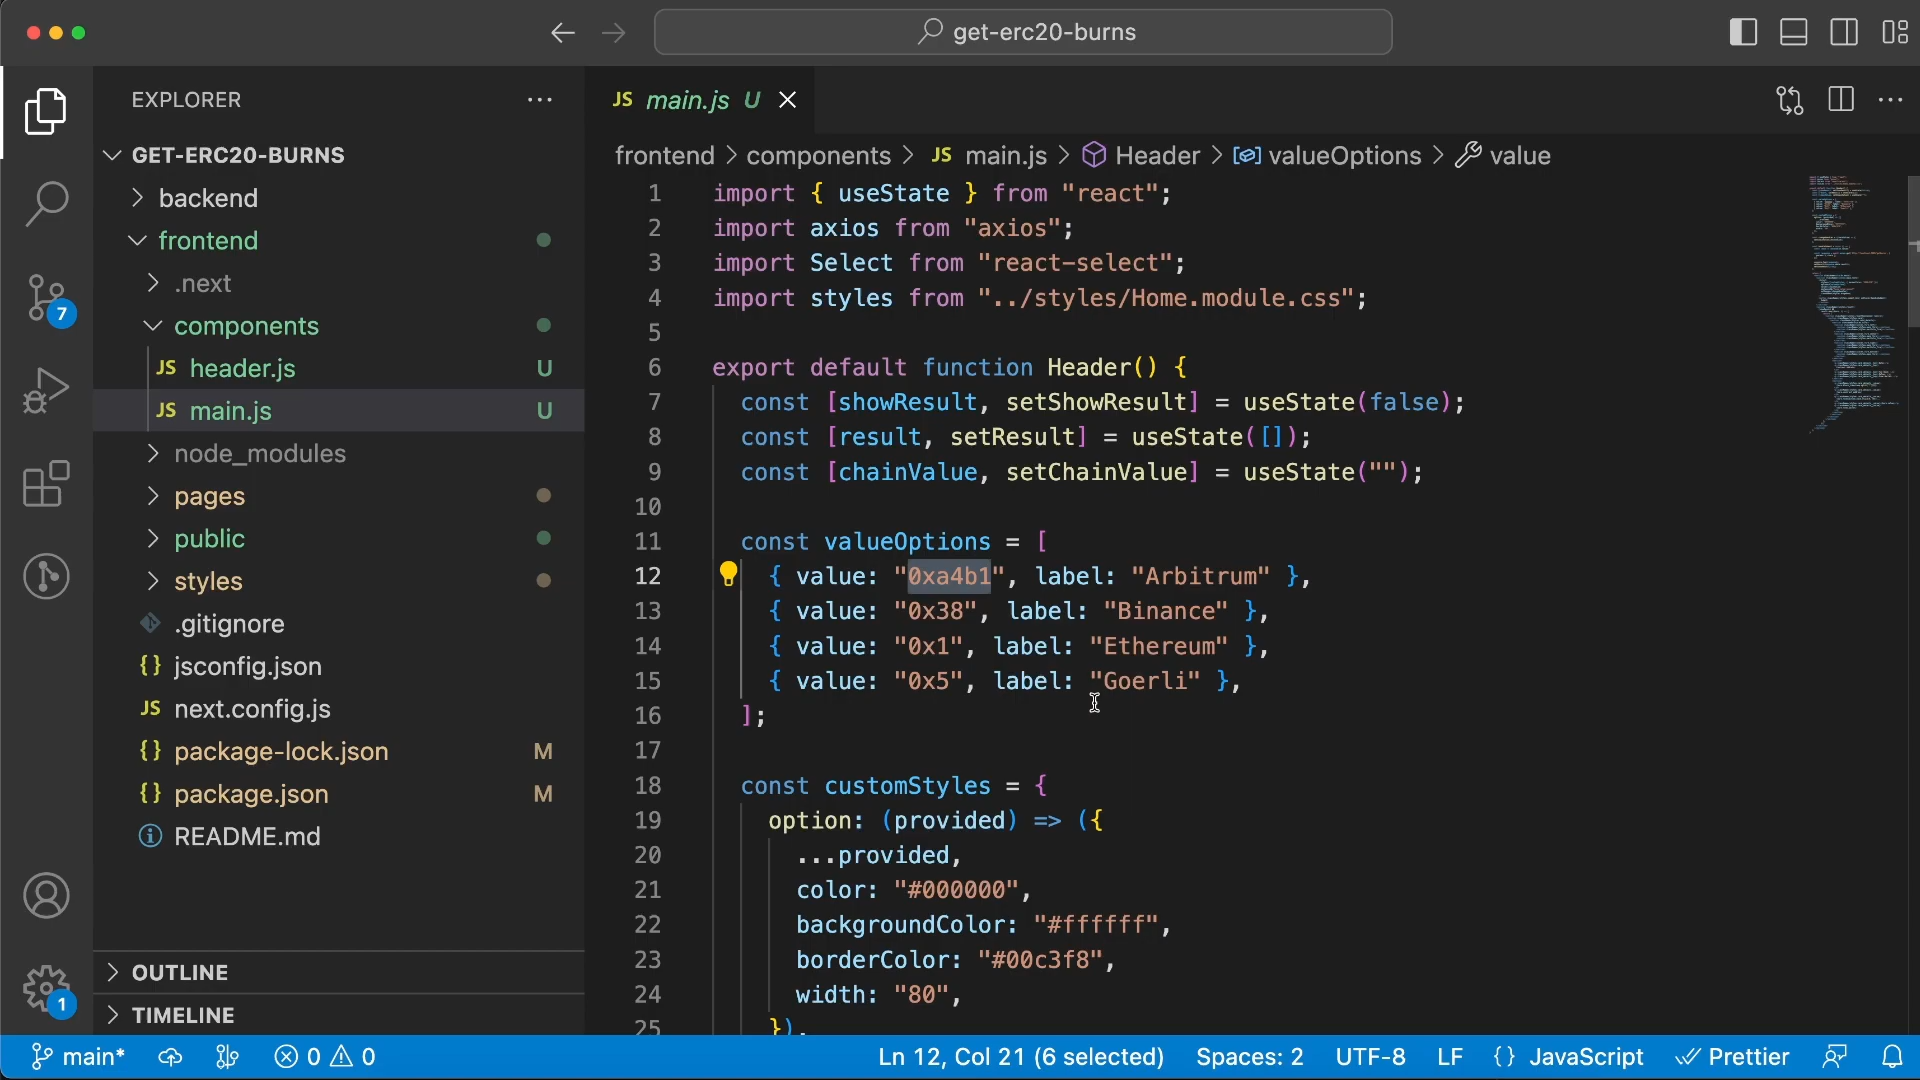 get-erc20-burns
EXPLORER
GET-ERC20-BURNS
backend
frontend
.next
components
JS header.js U
JS main.js U
node_modules
pages
public
styles
.gitignore
{} jsconfig.json
JS next.config.js
{} package-lock.json M
{} package.json M
README.md
OUTLINE
TIMELINE
7
1
JS main.js U
frontend > components > JS main.js > Header > valueOptions > value
1 import { useState } from "react";
2 import axios from "axios";
3 import Select from "react-select";
4 import styles from "../styles/Home.module.css";
5
6 export default function Header() {
7 const [showResult, setShowResult] = useState(false);
8 const [result, setResult] = useState([]);
9 const [chainValue, setChainValue] = useState("");
10
11 const valueOptions = [
12 { value: "0xa4b1", label: "Arbitrum" },
13 { value: "0x38", label: "Binance" },
14 { value: "0x1", label: "Ethereum" },
15 { value: "0x5", label: "Goerli" },
16 ];
17
18 const customStyles = {
19 option: (provided) => ({
20 ...provided,
21 color: "#000000",
22 backgroundColor: "#ffffff",
23 borderColor: "#00c3f8",
24 width: "80",
25 }),
main* 0 0 Ln 12, Col 21 (6 selected) Spaces: 2 UTF-8 LF {} JavaScript Prettier